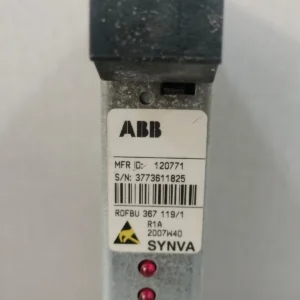 ABB
MFR ID: 120771
S/N: 3773611825
ROFBU 367 119/1
R1A
2007W40
SYNVA